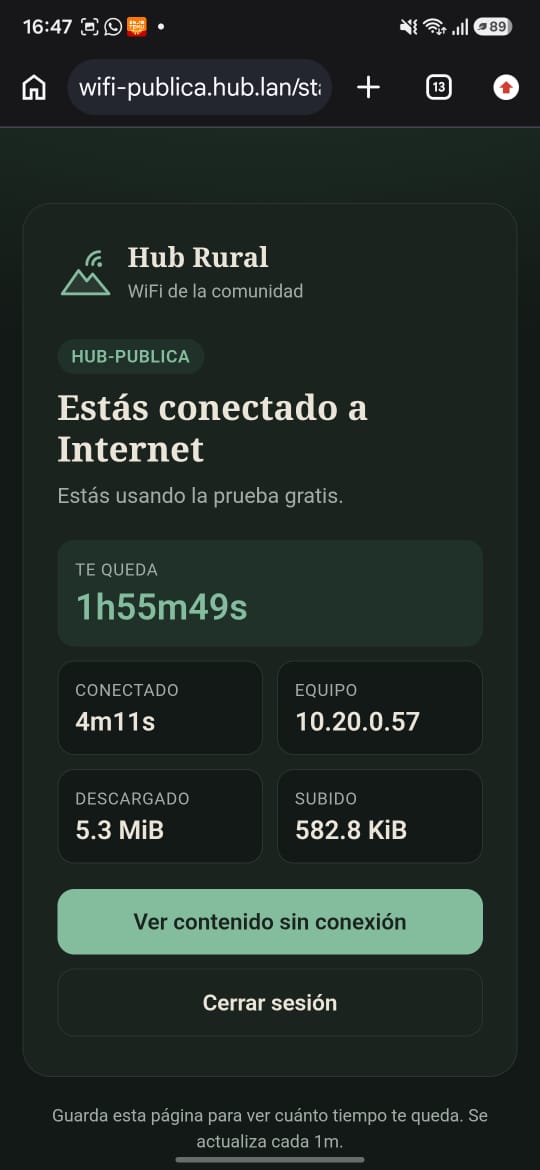 16:47
89
wifi-publica.hub.lan/sta
13
Hub Rural
WiFi de la comunidad
HUB-PUBLICA
Estás conectado a
Internet
Estás usando la prueba gratis.
TE QUEDA
1h55m49s
CONECTADO
4m11s
EQUIPO
10.20.0.57
DESCARGADO
5.3 MiB
SUBIDO
582.8 KiB
Ver contenido sin conexión
Cerrar sesión
Guarda esta página para ver cuánto tiempo te queda. Se
actualiza cada 1m.